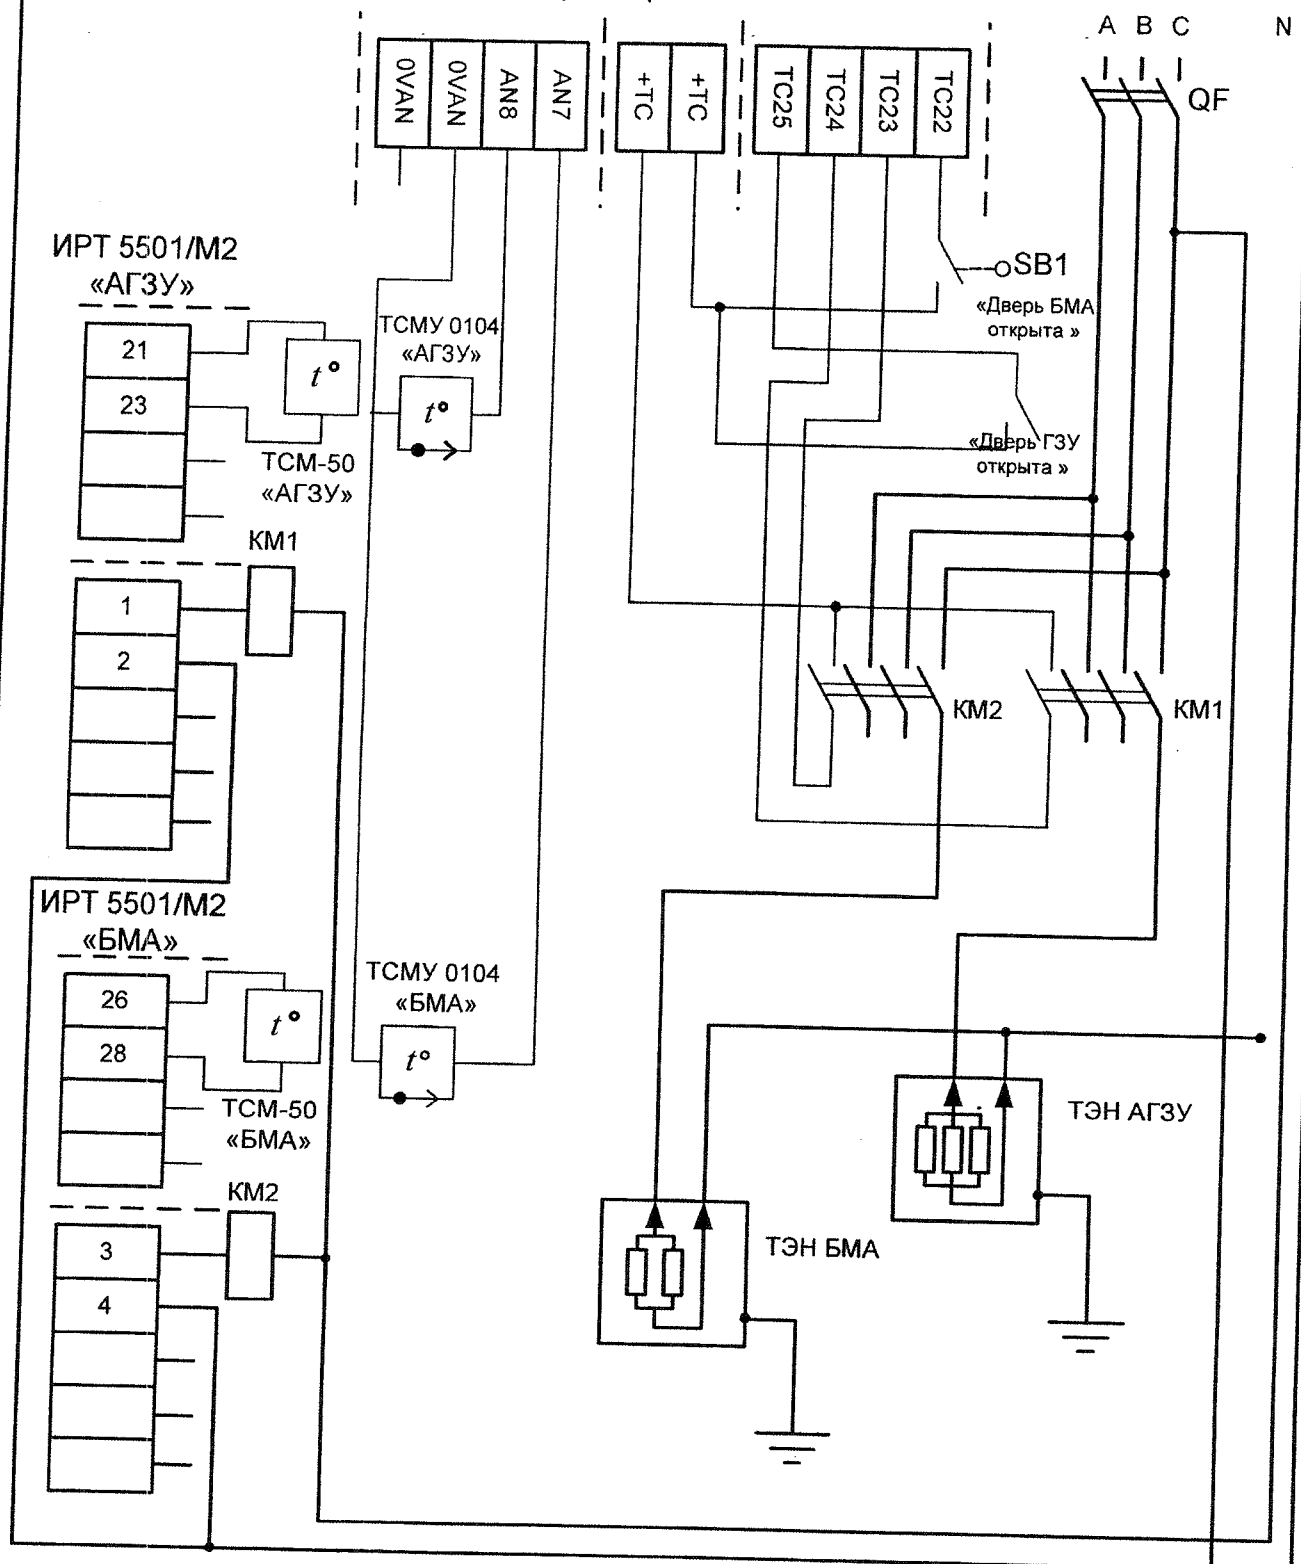 A B C N
QF
0VAN 0VAN AN8 AN7 +TC +TC TC25 TC24 TC23 TC22
ИРТ 5501/М2
«АГЗУ»
SB1
«Дверь БМА
открыта »
21
23
t°
ТСМ-50
«АГЗУ»
ТСМУ 0104
«АГЗУ»
t°
«Дверь ГЗУ
открыта »
КМ1
1
2
КМ2
КМ1
ИРТ 5501/М2
«БМА»
26
28
t°
ТСМ-50
«БМА»
ТСМУ 0104
«БМА»
t°
ТЭН АГЗУ
КМ2
3
4
ТЭН БМА